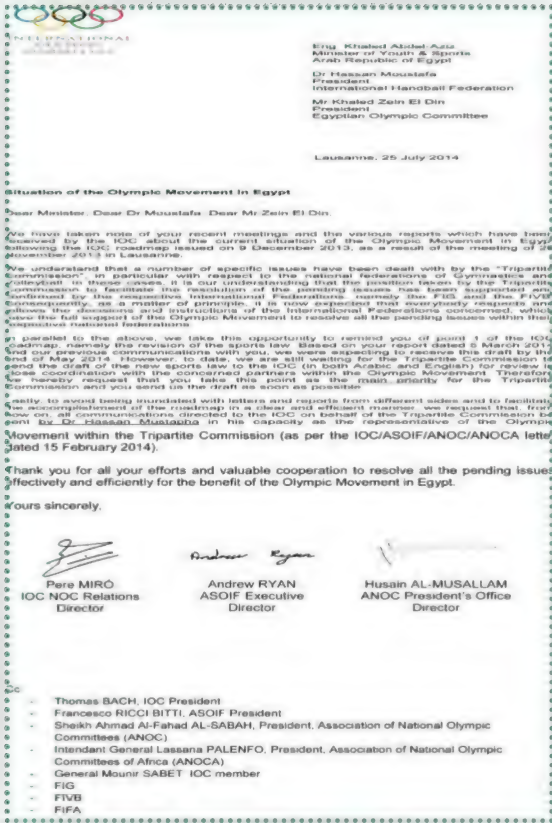 INTERNATIONAL
Eng. Khaled Abdel Aziz
Minister of Youth & Sports
Arab Republic of Egypt
Dr Hassan Moustafa
President
International Handball Federation
Mr Khaled Zein El Din
President
Egyptian Olympic Committee
Lausanne, 25 July 2014
Situation of the Olympic Movement in Egypt
Dear Minister, Dear Dr Moustafa, Dear Mr Zein El Din,
We have taken note of your recent meetings and the various reports which have been
received by the IOC about the current situation of the Olympic Movement in Egypt
following the IOC roadmap issued on 9 December 2013, as a result of the meeting of
November 2013 in Lausanne.
We understand that a number of specific issues have been dealt with by the "Tripartite
Commission", in particular with respect to the national federations of Gymnastics and
Volleyball. In these cases, it is our understanding that the position taken by the Tripartite
Commission to facilitate the resolution of the pending issues has been supported and
confirmed by the respective International Federations, namely the FIG and the FIVB.
Consequently, as a matter of principle, it is now expected that everybody respects and
follows the decisions and instructions of the International Federations concerned, which
have the full support of the Olympic Movement to resolve all the pending issues within their
respective national federations.
In parallel to the above, we take this opportunity to remind you of point 1 of the IOC
roadmap, namely the revision of the sports law. Based on your report dated 5 March 2014
and our previous communications with you, we were expecting to receive this draft by the
end of May 2014. However, to date, we are still waiting for the Tripartite Commission to
send the draft of the new sports law to the IOC (in both Arabic and English) for review in
close coordination with the concerned partners within the Olympic Movement. Therefore,
we hereby request that you take this point as the main priority for the Tripartite
Commission and you send us the draft as soon as possible.
Lastly, to avoid being inundated with letters and reports from different sides and to facilitate
the accomplishment of the roadmap in a clear and efficient manner, we request that, from
now on, all communications directed to the IOC on behalf of the Tripartite Commission be
sent by Dr Hassan Mustapha in his capacity as the representative of the Olympic
Movement within the Tripartite Commission (as per the IOC/ASOIF/ANOC/ANOCA letter
dated 15 February 2014).
Thank you for all your efforts and valuable cooperation to resolve all the pending issues
effectively and efficiently for the benefit of the Olympic Movement in Egypt.
Yours sincerely,
Andrew Ryan
Pere MIRÓ Andrew RYAN Husain AL-MUSALLAM
IOC NOC Relations ASOIF Executive ANOC President's Office
Director Director Director
Cc
- Thomas BACH, IOC President
- Francesco RICCI BITTI, ASOIF President
- Sheikh Ahmad Al-Fahad AL-SABAH, President, Association of National Olympic
Committees (ANOC)
- Intendant General Lassana PALENFO, President, Association of National Olympic
Committees of Africa (ANOCA)
- General Mounir SABET IOC member
- FIG
- FIVB
- FIFA